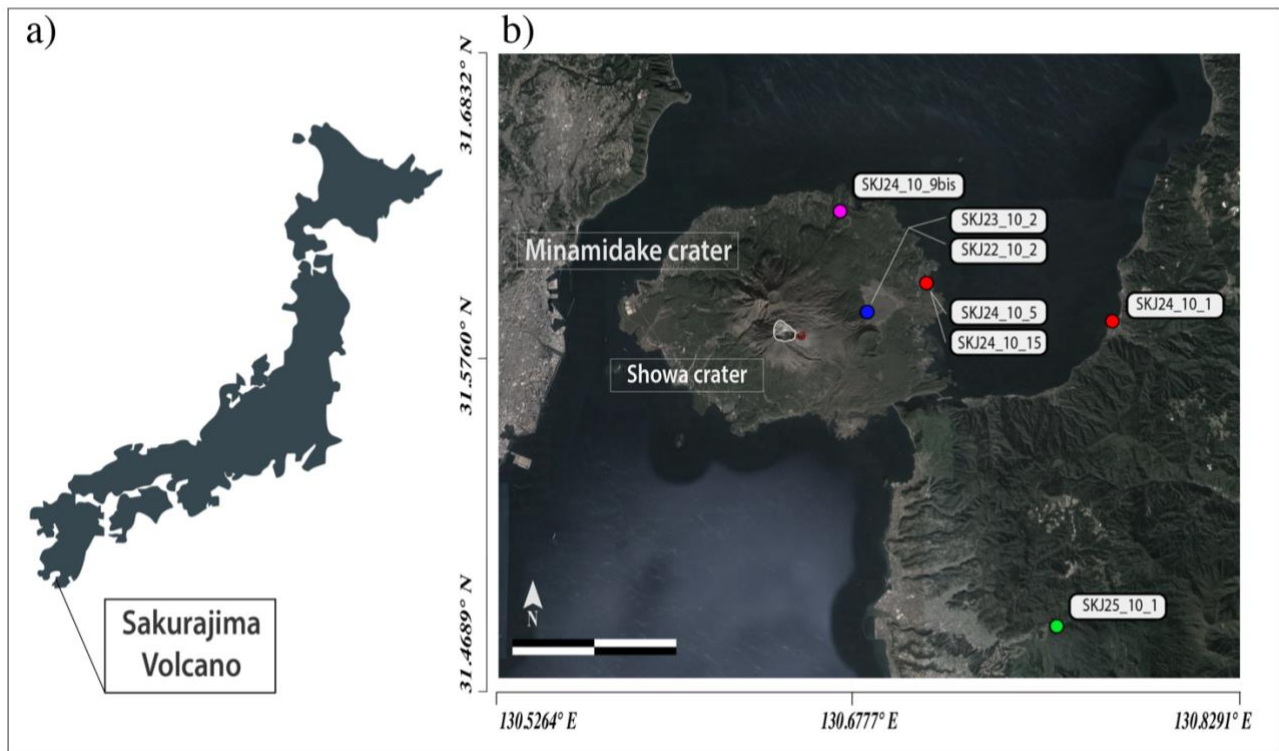 a)
Sakurajima
Volcano
b)
31.6832° N
31.5760° N
31.4689° N
Minamidake crater
Showa crater
SKJ24_10_9bis
SKJ23_10_2
SKJ22_10_2
SKJ24_10_5
SKJ24_10_15
SKJ24_10_1
SKJ25_10_1
N
130.5264° E
130.6777° E
130.8291° E